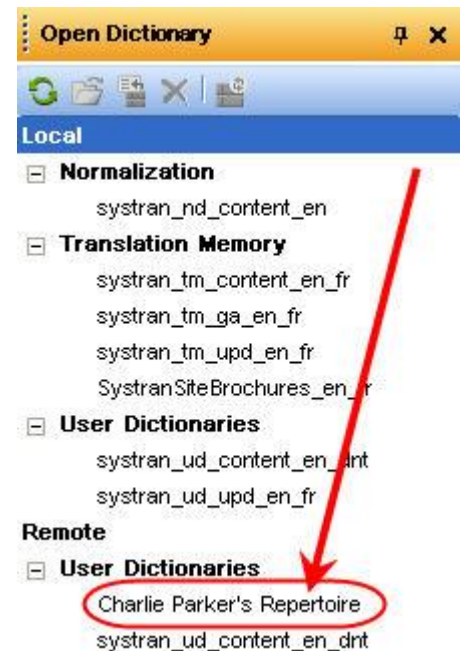 Open Dictionary
Local
Normalization
systran_nd_content_en
Translation Memory
systran_tm_content_en_fr
systran_tm_ga_en_fr
systran_tm_upd_en_fr
SystranSiteBrochures_en_fr
User Dictionaries
systran_ud_content_en_dnt
systran_ud_upd_en_fr
Remote
User Dictionaries
Charlie Parker's Repertoire
systran_ud_content_en_dnt